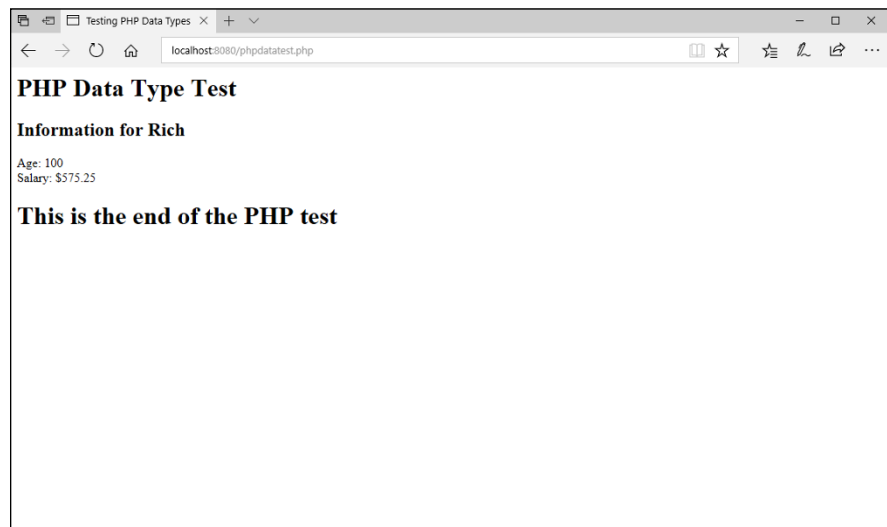 Testing PHP Data Types
localhost:8080/phpdatatest.php
PHP Data Type Test
Information for Rich
Age: 100
Salary: $575.25
This is the end of the PHP test